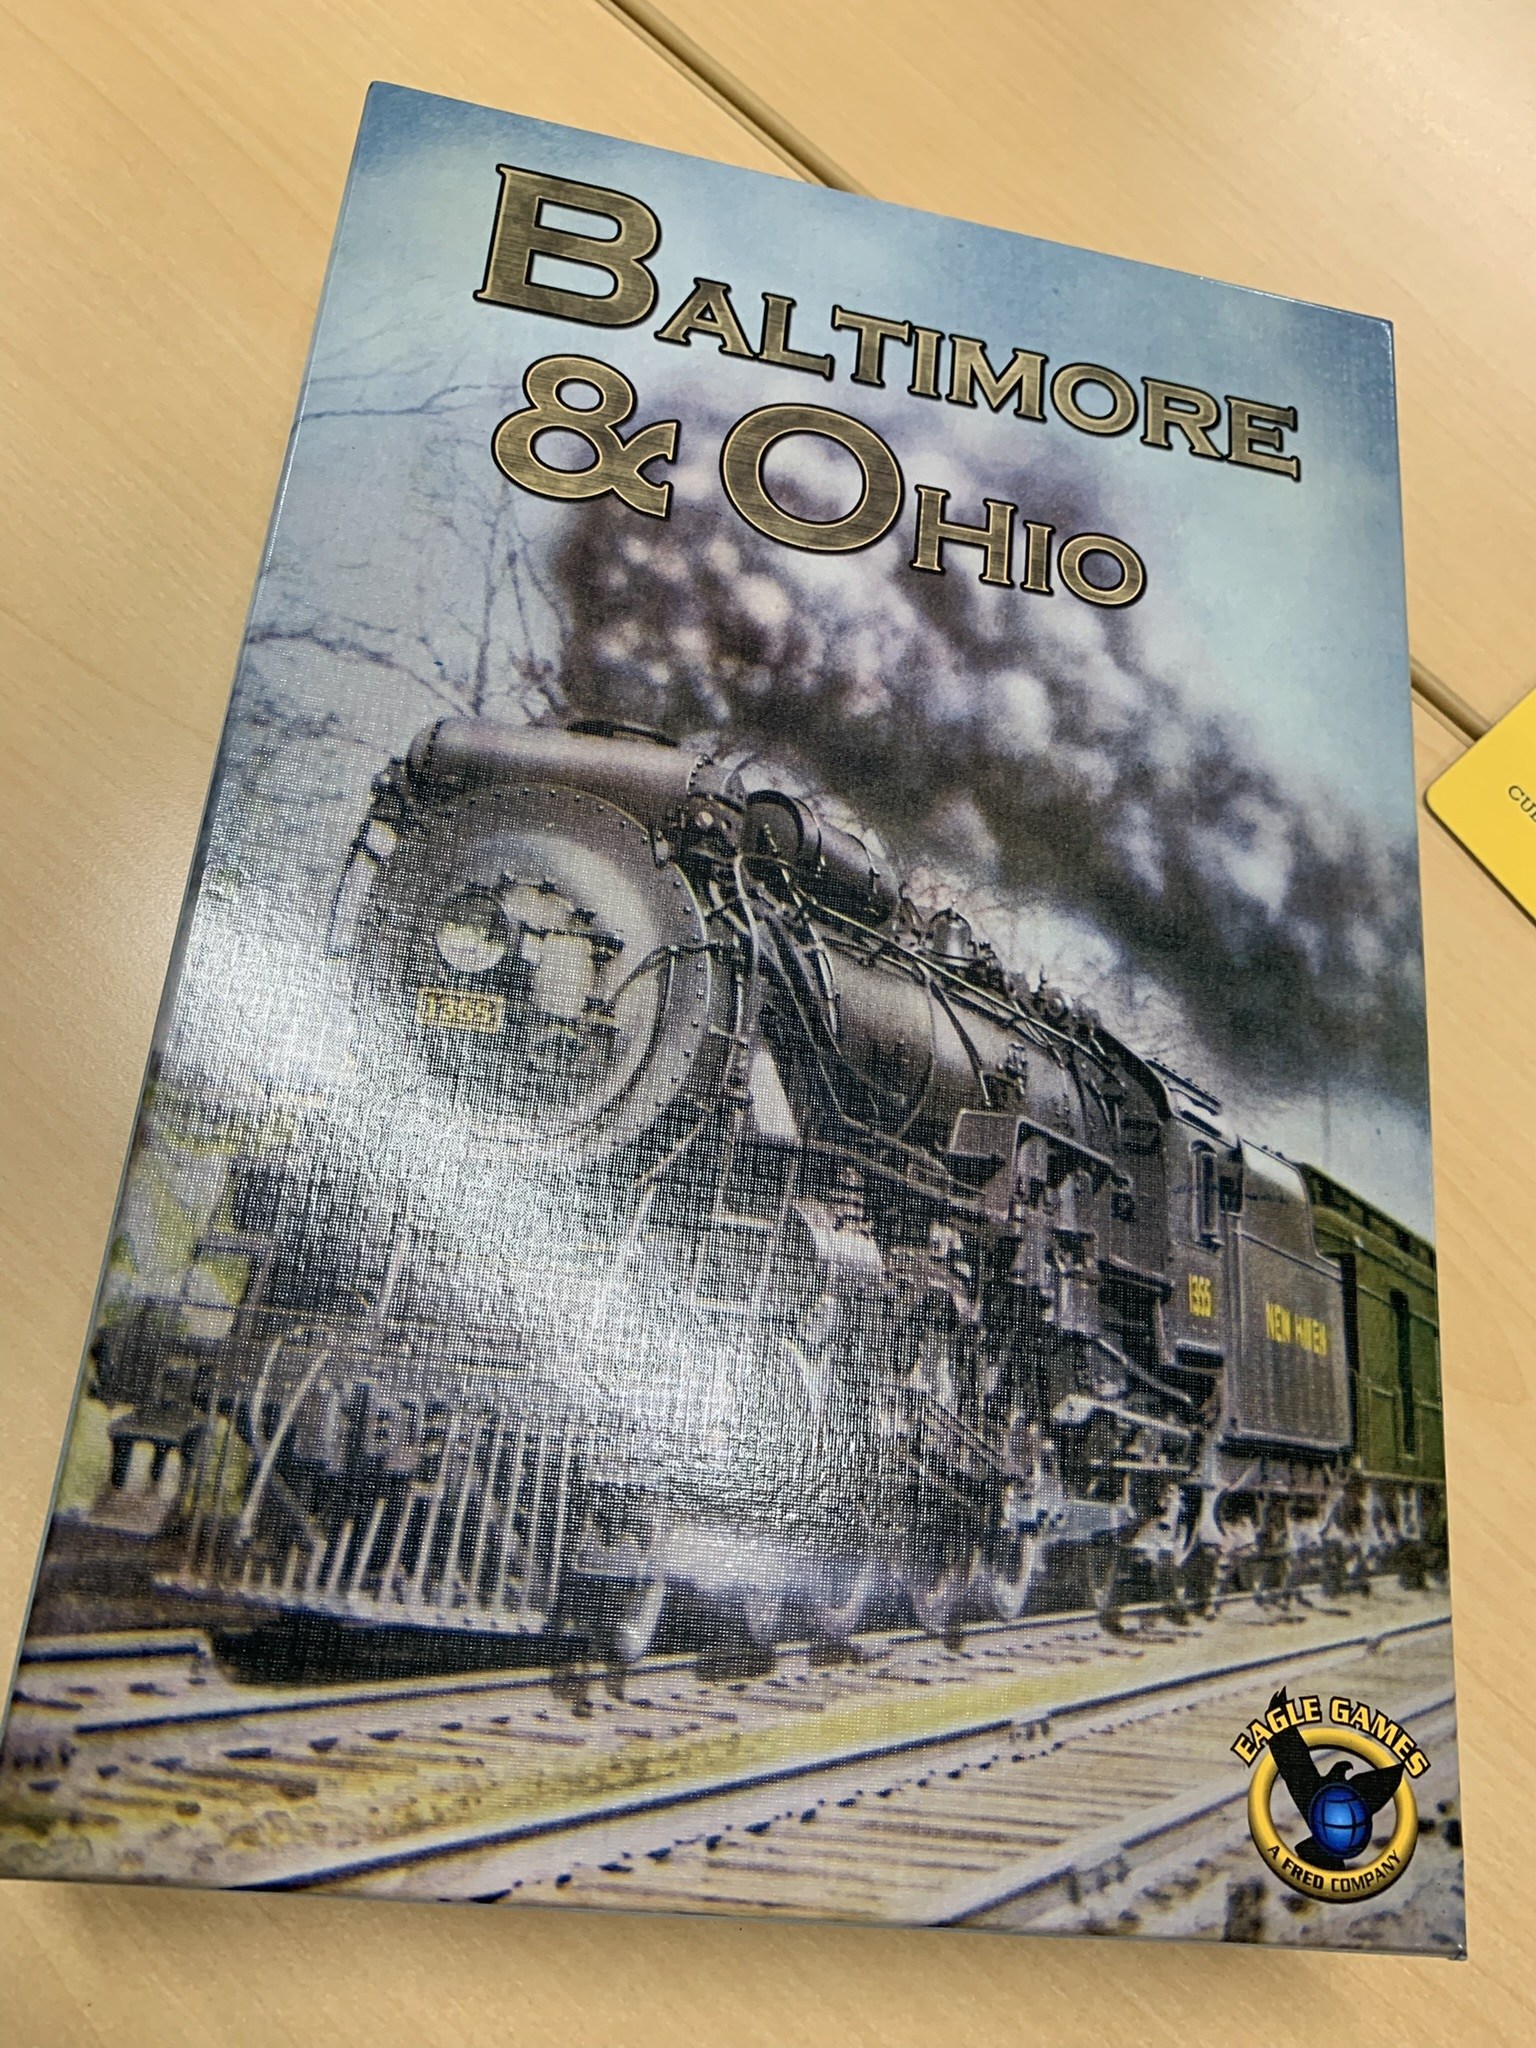 BALTIMORE
& OHIO
1355
1355
NEW HAVEN
EAGLE GAMES
A FRED COMPANY